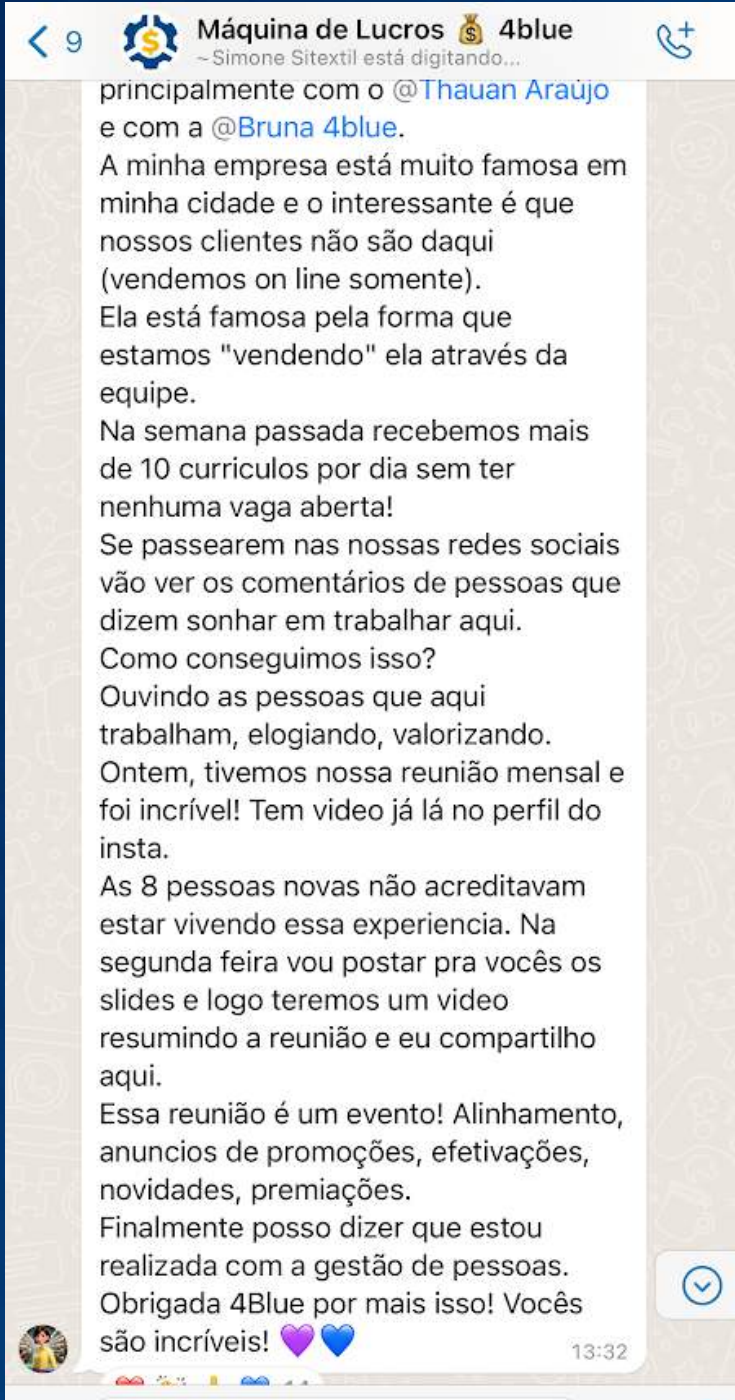 9
Máquina de Lucros 💰 4blue
~Simone Sitextil está digitando...
principalmente com o @Thauan Araújo
e com a @Bruna 4blue.
A minha empresa está muito famosa em
minha cidade e o interessante é que
nossos clientes não são daqui
(vendemos on line somente).
Ela está famosa pela forma que
estamos "vendendo" ela através da
equipe.
Na semana passada recebemos mais
de 10 curriculos por dia sem ter
nenhuma vaga aberta!
Se passearem nas nossas redes sociais
vão ver os comentários de pessoas que
dizem sonhar em trabalhar aqui.
Como conseguimos isso?
Ouvindo as pessoas que aqui
trabalham, elogiando, valorizando.
Ontem, tivemos nossa reunião mensal e
foi incrível! Tem video já lá no perfil do
insta.
As 8 pessoas novas não acreditavam
estar vivendo essa experiencia. Na
segunda feira vou postar pra vocês os
slides e logo teremos um video
resumindo a reunião e eu compartilho
aqui.
Essa reunião é um evento! Alinhamento,
anuncios de promoções, efetivações,
novidades, premiações.
Finalmente posso dizer que estou
realizada com a gestão de pessoas.
Obrigada 4Blue por mais isso! Vocês
são incríveis! 💜💙
13:32